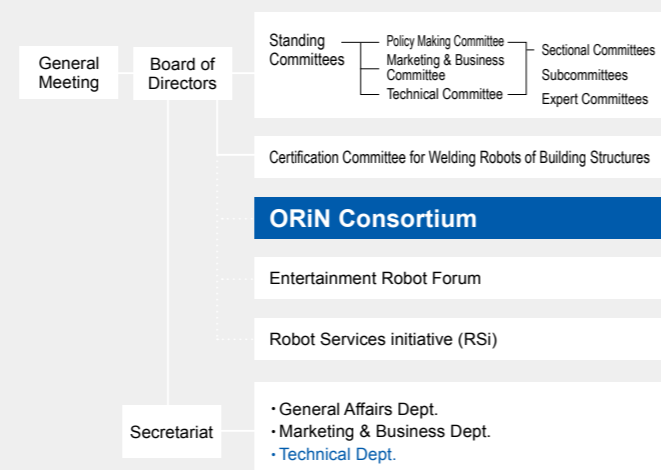 General
Meeting
Board of
Directors
Standing
Committees
Policy Making Committee
Marketing & Business
Committee
Technical Committee
Sectional Committees
Subcommittees
Expert Committees
Certification Committee for Welding Robots of Building Structures
ORiN Consortium
Entertainment Robot Forum
Robot Services initiative (RSi)
Secretariat
・General Affairs Dept.
・Marketing & Business Dept.
・Technical Dept.